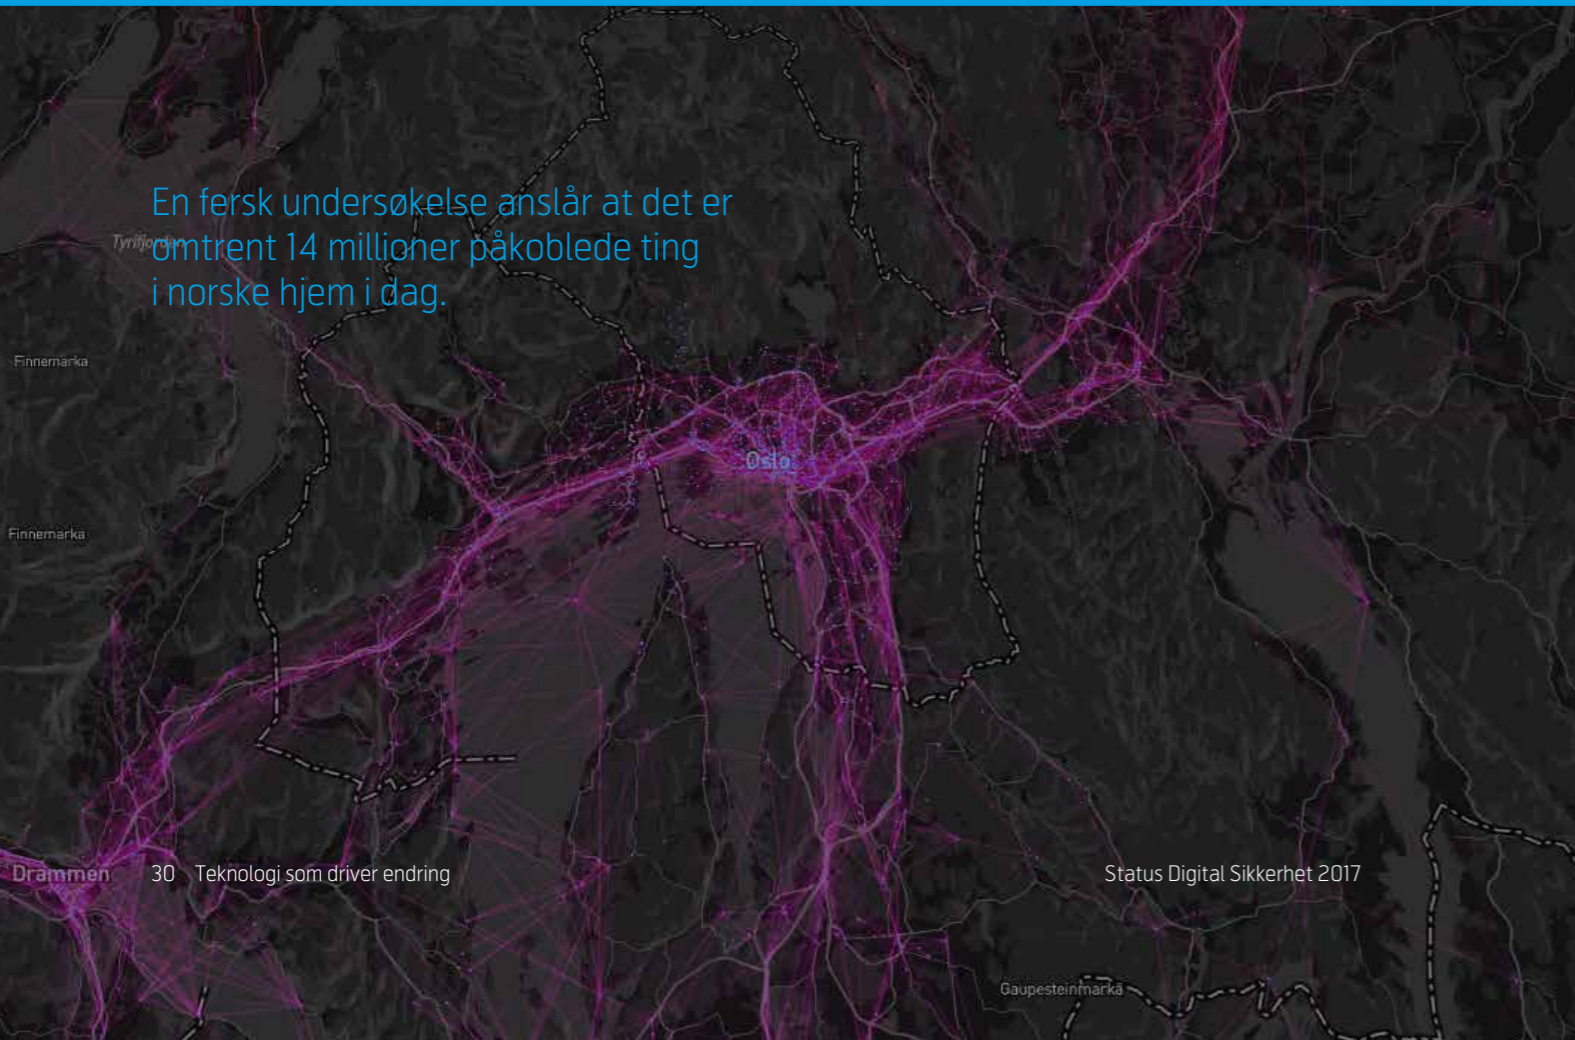 En fersk undersøkelse anslår at det er
omtrent 14 millioner påkoblede ting
i norske hjem i dag.
Tyrifjorden
Finnemarka
Oslo
Finnemarka
Drammen
30 Teknologi som driver endring
Status Digital Sikkerhet 2017
Gaupesteinmarka